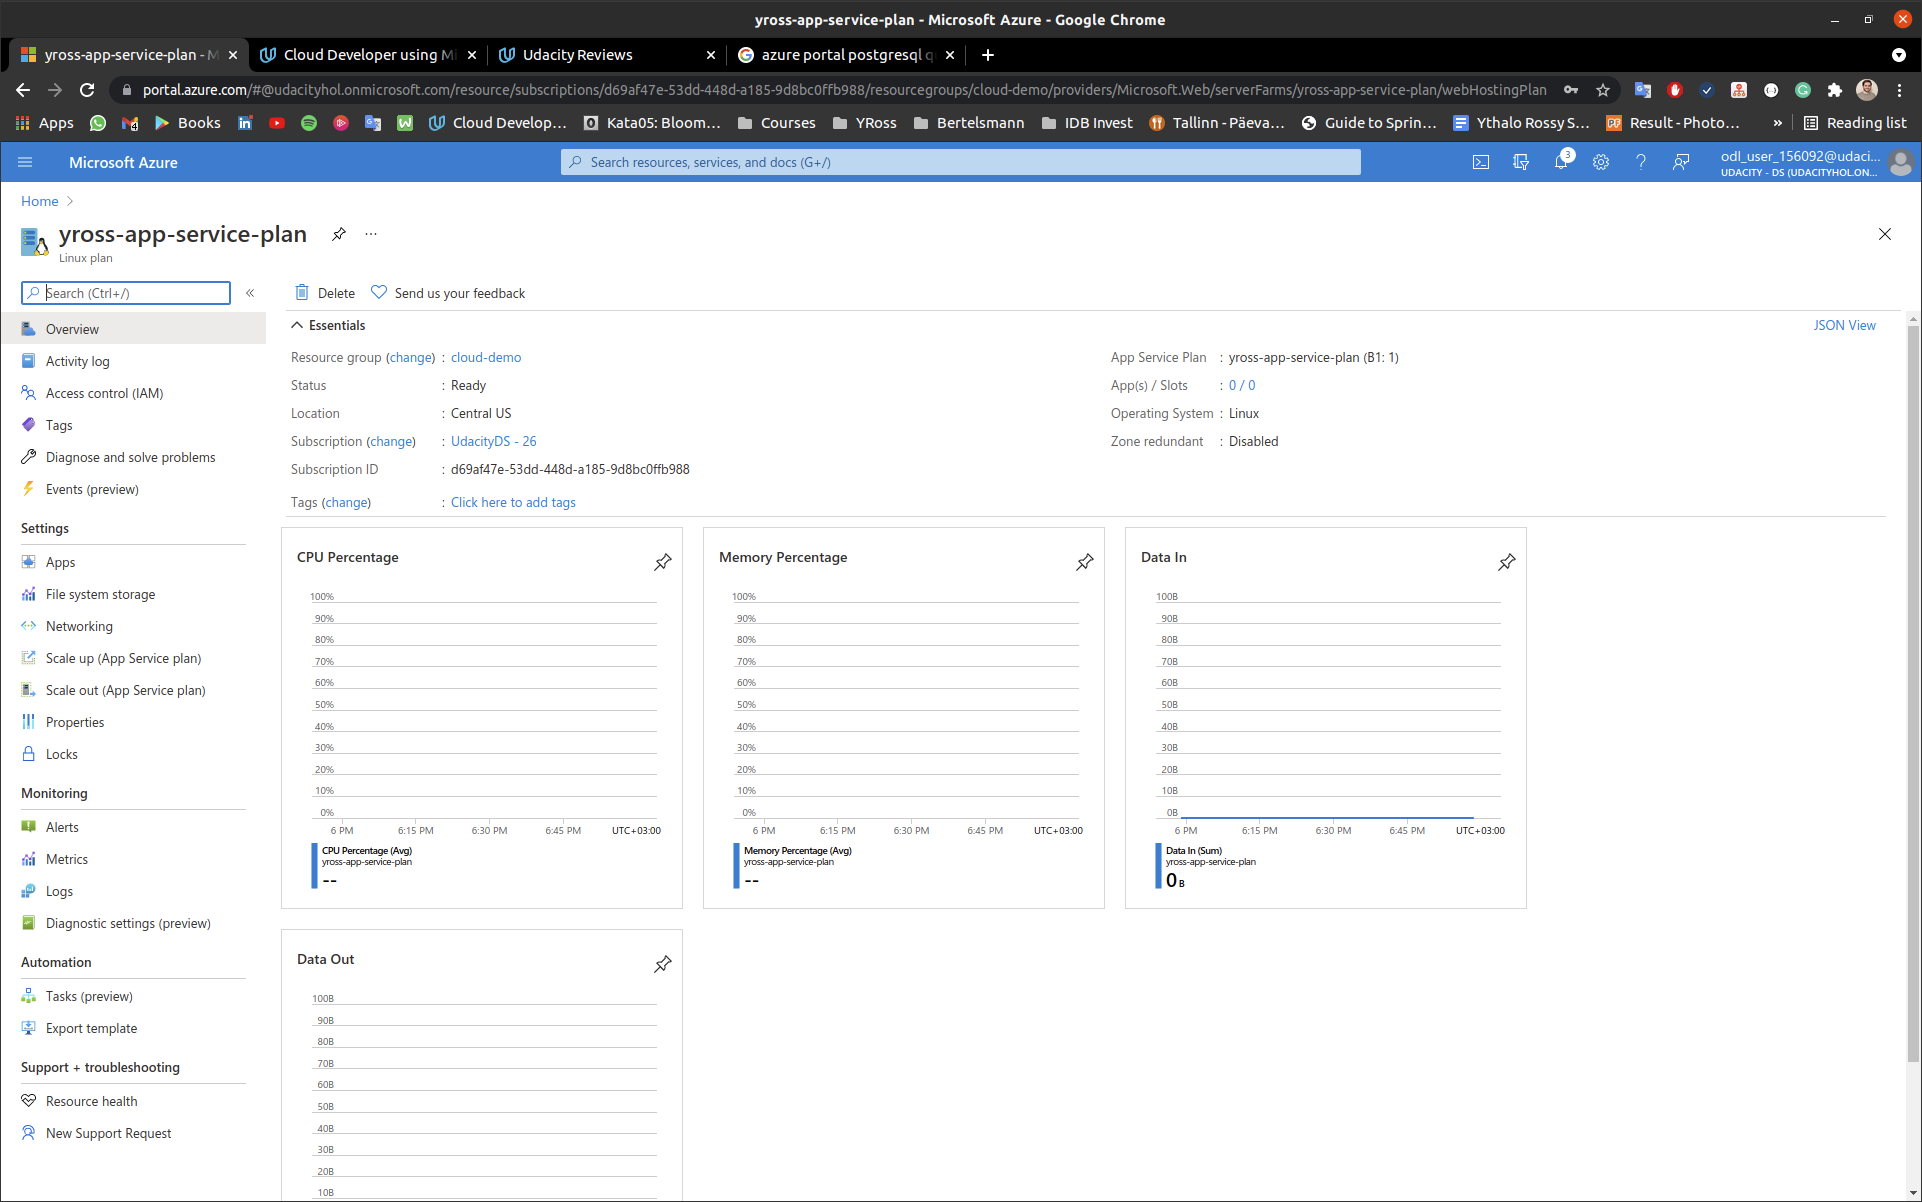 yross-app-service-plan - Microsoft Azure - Google Chrome
yross-app-service-plan - M
Cloud Developer using Mi
Udacity Reviews
azure portal postgresql q
portal.azure.com/#@udacityhol.onmicrosoft.com/resource/subscriptions/d69af47e-53dd-448d-a185-9d8bc0ffb988/resourcegroups/cloud-demo/providers/Microsoft.Web/serverFarms/yross-app-service-plan/webHostingPlan
Apps
4
Books
Cloud Develop...
Kata05: Bloom...
Courses
YRoss
Bertelsmann
IDB Invest
Tallinn - Päeva...
Guide to Sprin...
Ythalo Rossy S...
Result - Photo...
»
Reading list
Microsoft Azure
Search resources, services, and docs (G+/)
3
odl_user_156092@udaci...
UDACITY - DS (UDACITYHOL.ON...
Home
yross-app-service-plan
...
Linux plan
Search (Ctrl+/)
«
Delete
Send us your feedback
Overview
Activity log
Access control (IAM)
Tags
Diagnose and solve problems
Events (preview)
Settings
Apps
File system storage
Networking
Scale up (App Service plan)
Scale out (App Service plan)
Properties
Locks
Monitoring
Alerts
Metrics
Logs
Diagnostic settings (preview)
Automation
Tasks (preview)
Export template
Support + troubleshooting
Resource health
New Support Request
Essentials
JSON View
Resource group (change) : cloud-demo
Status : Ready
Location : Central US
Subscription (change) : UdacityDS - 26
Subscription ID : d69af47e-53dd-448d-a185-9d8bc0ffb988
Tags (change) : Click here to add tags
App Service Plan : yross-app-service-plan (B1: 1)
App(s) / Slots : 0 / 0
Operating System : Linux
Zone redundant : Disabled
CPU Percentage
100%
90%
80%
70%
60%
50%
40%
30%
20%
10%
0%
6 PM 6:15 PM 6:30 PM 6:45 PM UTC+03:00
CPU Percentage (Avg)
yross-app-service-plan
--
Memory Percentage
100%
90%
80%
70%
60%
50%
40%
30%
20%
10%
0%
6 PM 6:15 PM 6:30 PM 6:45 PM UTC+03:00
Memory Percentage (Avg)
yross-app-service-plan
--
Data In
100B
90B
80B
70B
60B
50B
40B
30B
20B
10B
0B
6 PM 6:15 PM 6:30 PM 6:45 PM UTC+03:00
Data In (Sum)
yross-app-service-plan
0 B
Data Out
100B
90B
80B
70B
60B
50B
40B
30B
20B
10B